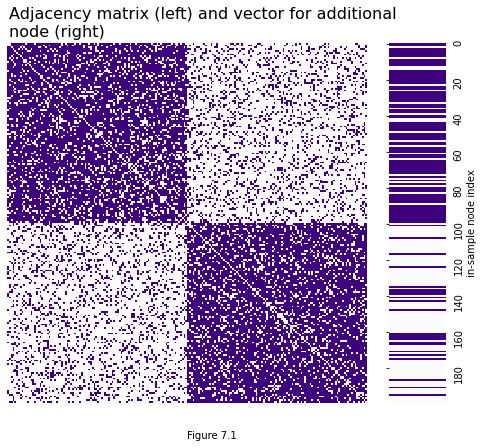 Adjacency matrix (left) and vector for additional
node (right)
0
20
40
60
80
100
120
140
160
180
in-sample node index
Figure 7.1